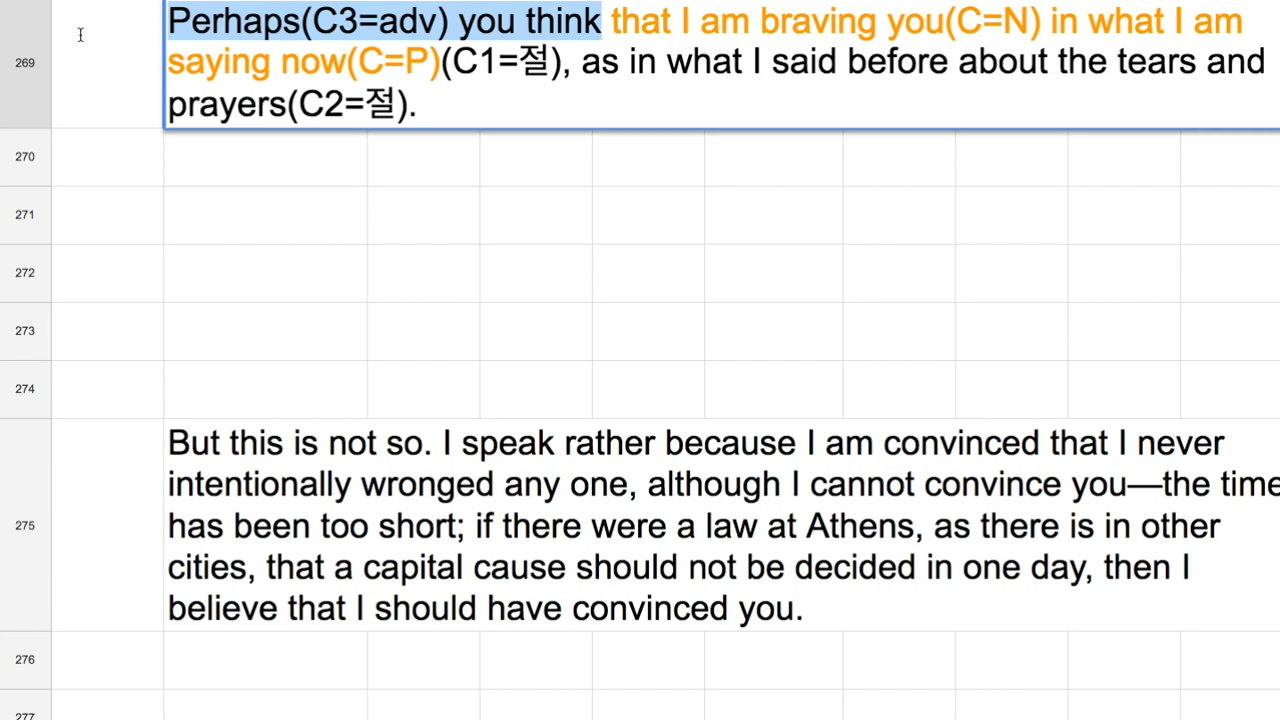 269
Perhaps(C3=adv) you think that I am braving you(C=N) in what I am
saying now(C=P)(C1=절), as in what I said before about the tears and
prayers(C2=절).
270
271
272
273
274
275
But this is not so. I speak rather because I am convinced that I never
intentionally wronged any one, although I cannot convince you—the time
has been too short; if there were a law at Athens, as there is in other
cities, that a capital cause should not be decided in one day, then I
believe that I should have convinced you.
276
277